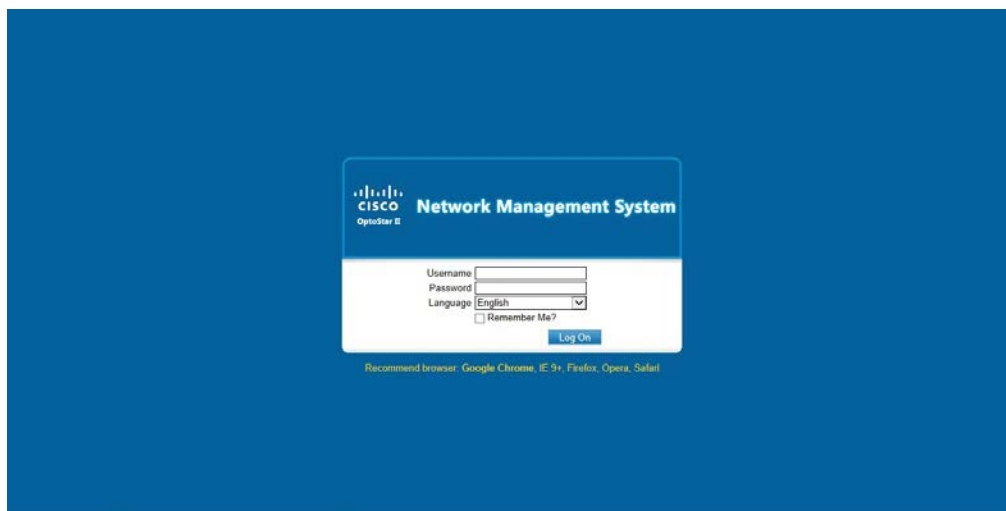 CISCO
OptoStar II
Network Management System
Username
Password
Language English
Remember Me?
Log On
Recommend browser: Google Chrome, IE 9+, Firefox, Opera, Safari